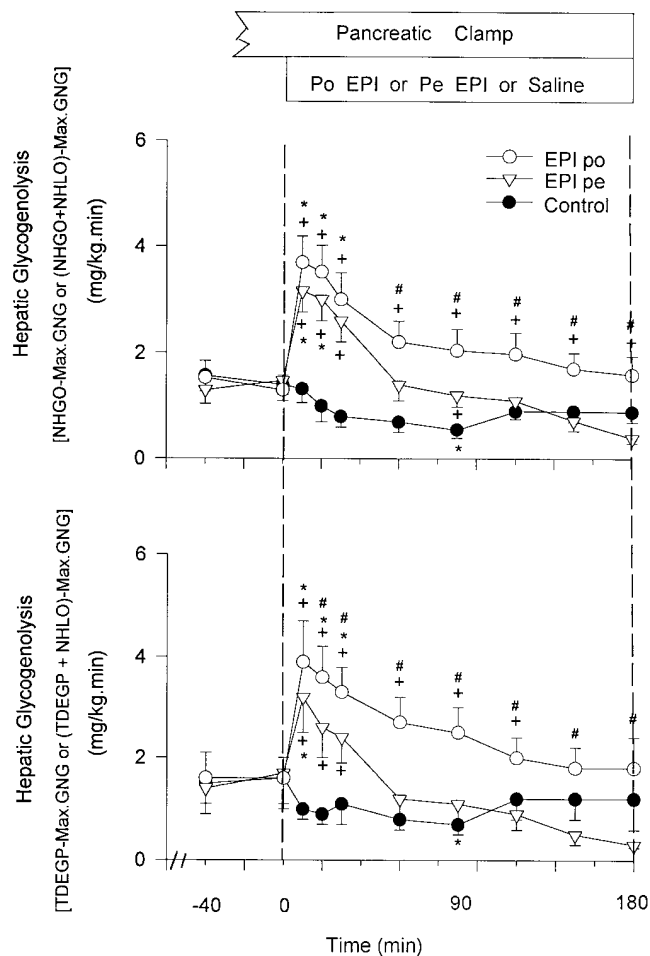 Pancreatic Clamp
Po EPI or Pe EPI or Saline
Hepatic Glycogenolysis
[NHGO-Max.GNG or (NHGO+NHLO)-Max.GNG]
(mg/kg.min)
6
4
2
0
EPI po
EPI pe
Control
* * *
+ + +
# # # # #
+ + + + +
+ + +
* *
+
*
Hepatic Glycogenolysis
[TDEGP-Max.GNG or (TDEGP + NHLO)-Max.GNG]
(mg/kg.min)
6
4
2
0
# #
* * *
+ + +
# # # # #
+ + +
+ + +
*
*
-40 0 90 180
Time (min)